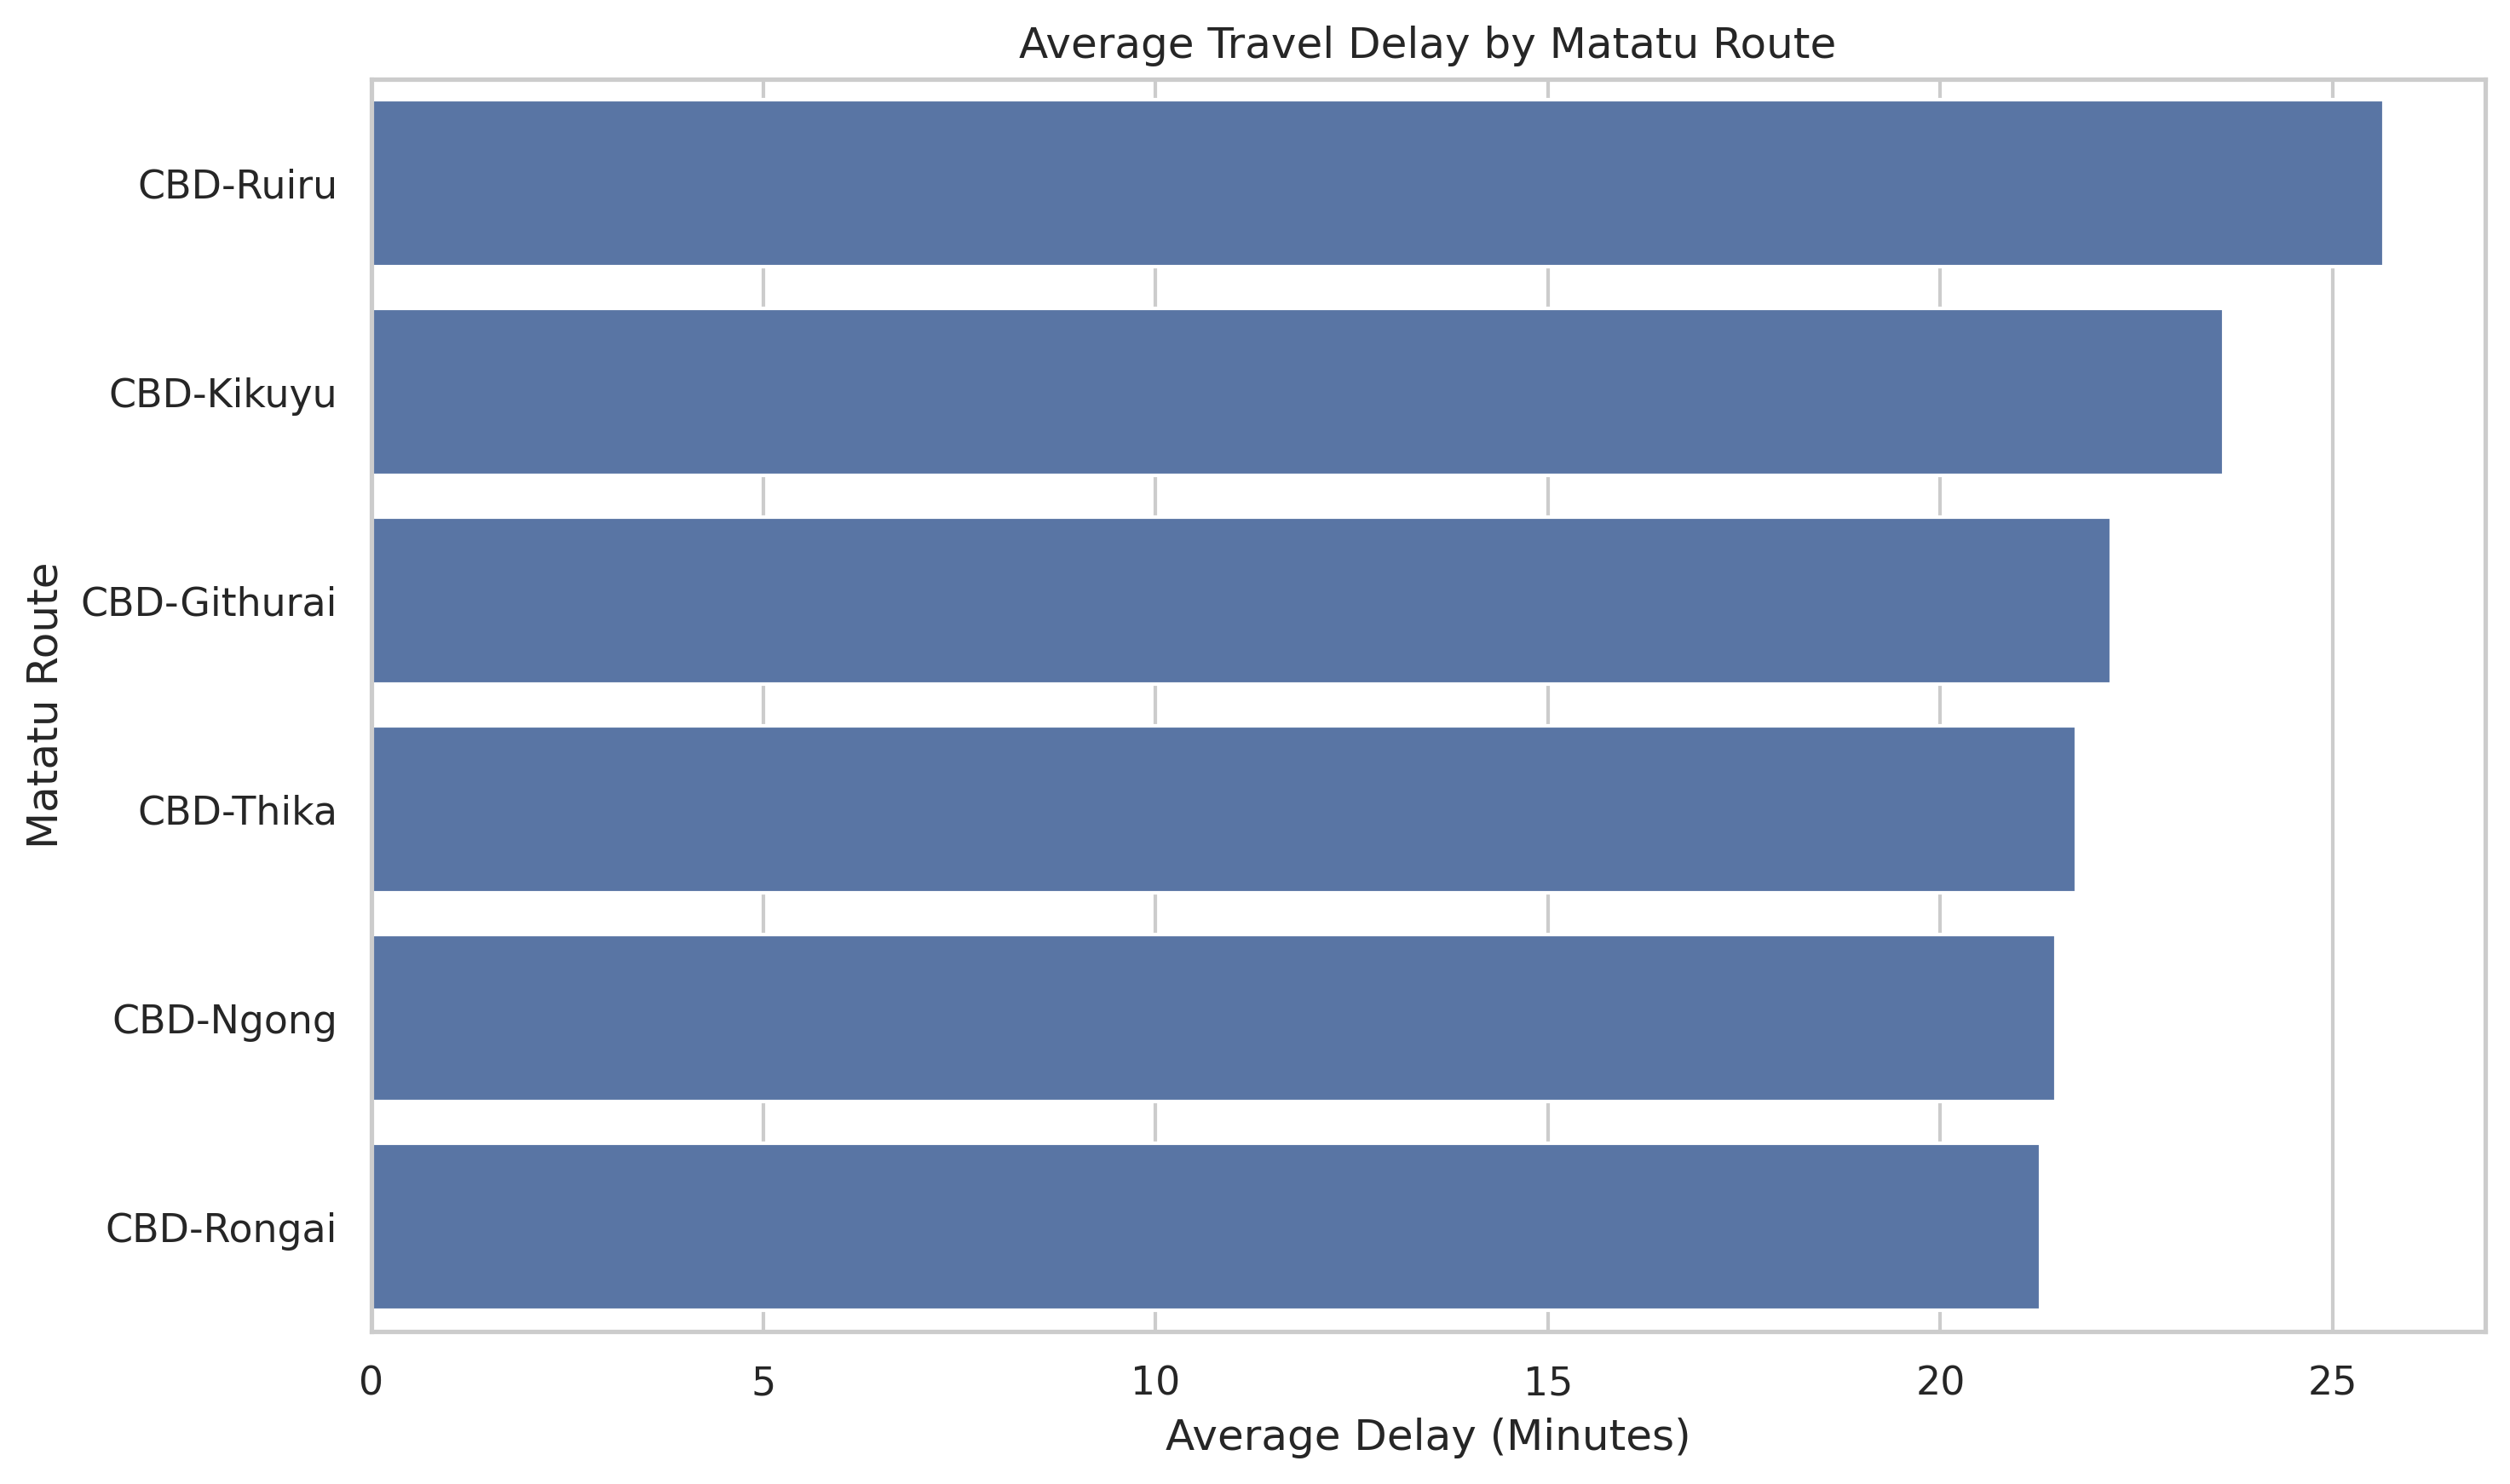 Average Travel Delay by Matatu Route
Matatu Route
CBD-Ruiru
CBD-Kikuyu
CBD-Githurai
CBD-Thika
CBD-Ngong
CBD-Rongai
0 5 10 15 20 25
Average Delay (Minutes)